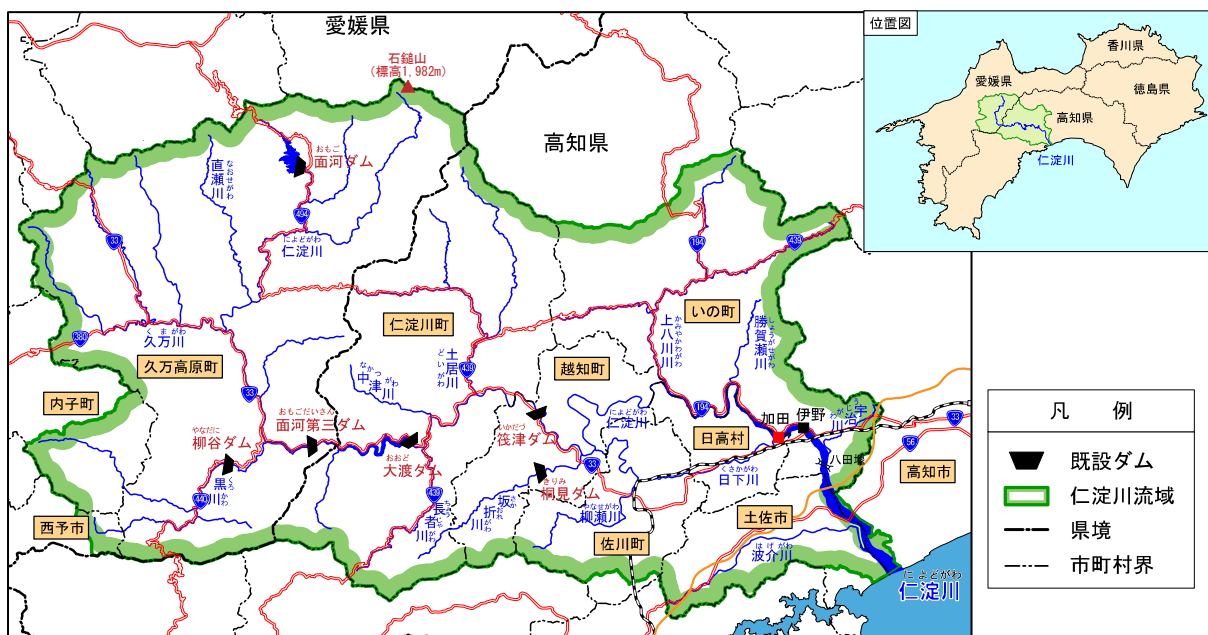 愛媛県
石鎚山
(標高1,982m)
高知県
位置図
香川県
愛媛県
徳島県
高知県
仁淀川
おもご
面河ダム
なおせがわ
直瀬川
494
によどがわ
仁淀川
33
194
439
380
くまがわ
久万川
久万高原町
仁淀川町
いの町
かみやかわがわ
上八川川
しょうがせがわ
勝賀瀬川
どいがわ
土居川
439
越知町
なかつがわ
中津川
内子町
33
おもごだいさん
面河第三ダム
やなだに
柳谷ダム
いかだづ
筏津ダム
によどがわ
仁淀川
194
加田
伊野
宇治川
日高村
33
56
高知市
八田堰
おおど
大渡ダム
きりみ
桐見ダム
33
くさかがわ
日下川
くろかわ
黒川
440
439
ちょうじゃがわ
長者川
さかおれがわ
坂折川
やなせがわ
柳瀬川
西予市
佐川町
土佐市
はげがわ
波介川
によどがわ
仁淀川
凡 例
既設ダム
仁淀川流域
県境
市町村界